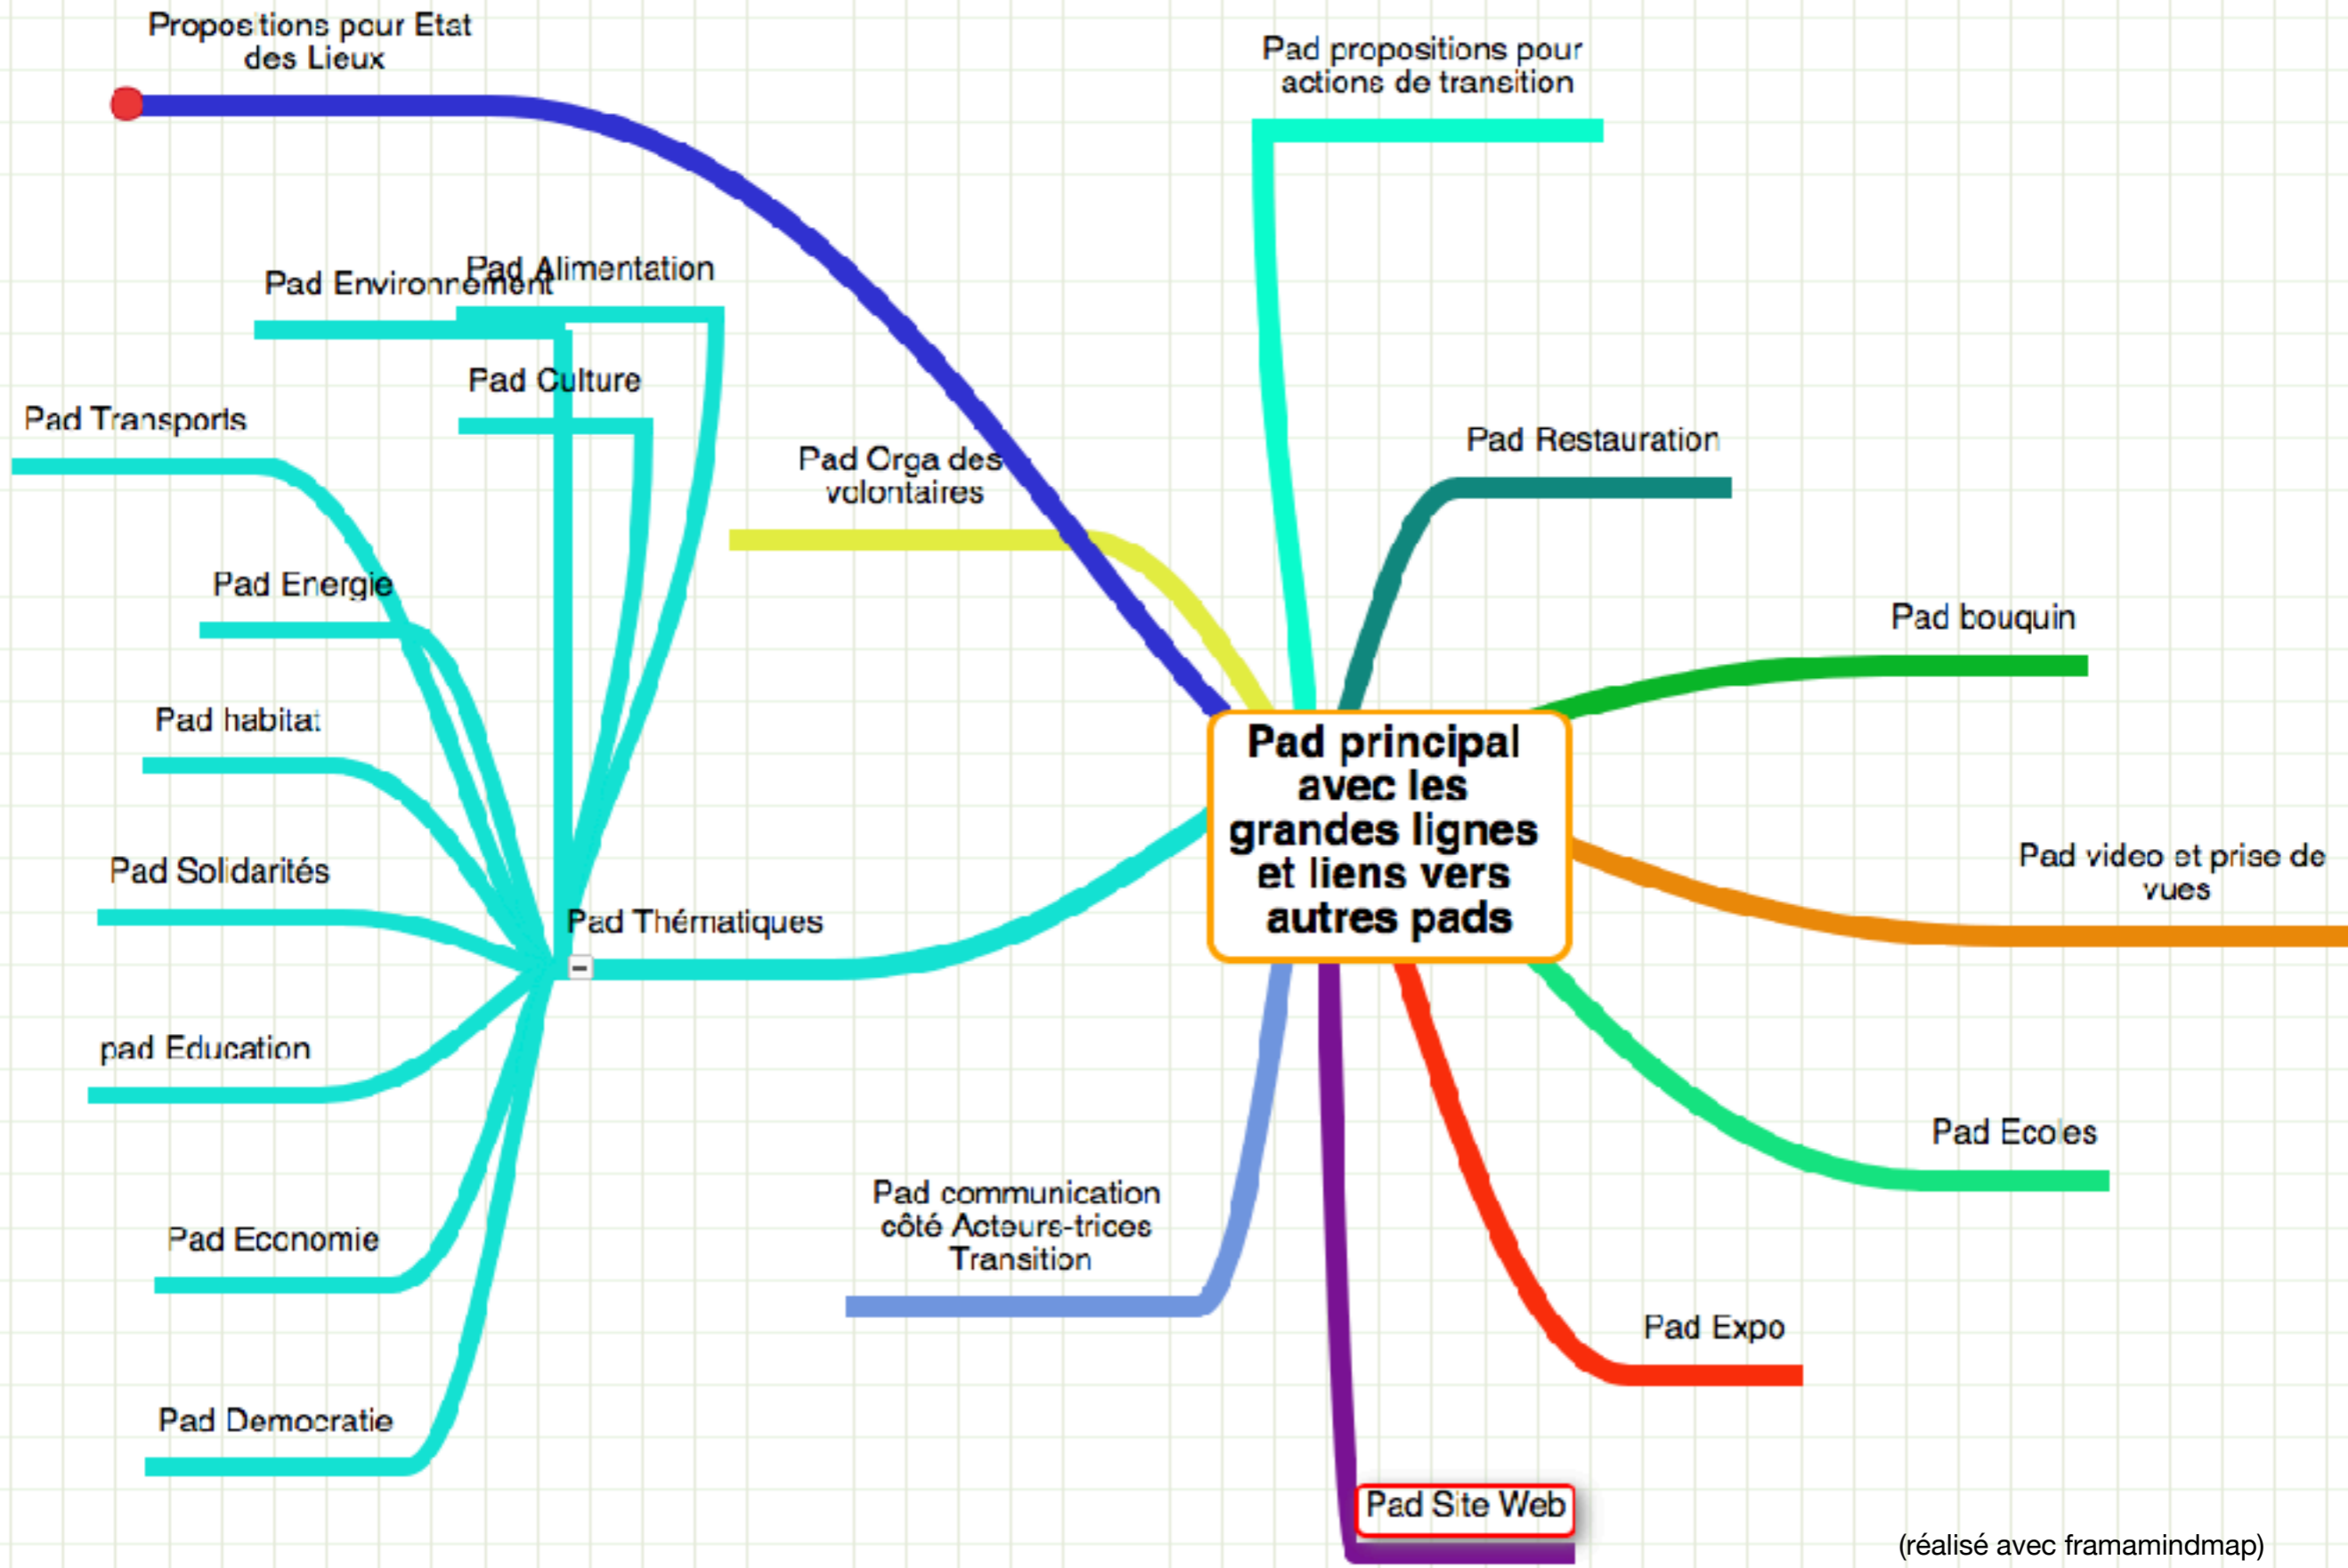 Propositions pour Etat
des Lieux
Pad propositions pour
actions de transition
Pad Alimentation
Pad Environnement
Pad Culture
Pad Transports
Pad Orga des
volontaires
Pad Restauration
Pad Energie
Pad bouquin
Pad habitat
Pad principal
avec les
grandes lignes
et liens vers
autres pads
Pad Solidarités
Pad video et prise de
vues
Pad Thématiques
pad Education
Pad Ecoles
Pad communication
côté Acteurs-trices
Transition
Pad Economie
Pad Expo
Pad Democratie
Pad Site Web
(réalisé avec framamindmap)